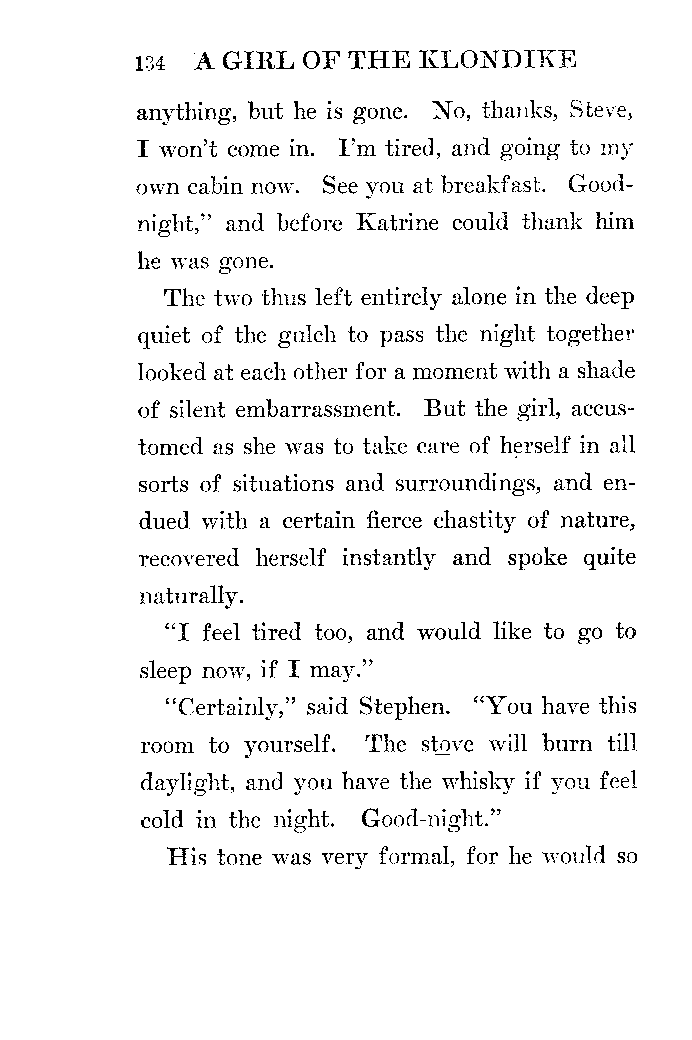 134 A GIRL OF THE KLONDIKE
anything, but he is gone. No, thanks, Steve,
I won't come in. I'm tired, and going to my
own cabin now. See you at breakfast. Good-
night,” and before Katrine could thank him
he was gone.
The two thus left entirely alone in the deep
quiet of the gulch to pass the night together
looked at each other for a moment with a shade
of silent embarrassment. But the girl, accus-
tomed as she was to take care of herself in all
sorts of situations and surroundings, and en-
dued with a certain fierce chastity of nature,
recovered herself instantly and spoke quite
naturally.
“I feel tired too, and would like to go to
sleep now, if I may.”
“Certainly,” said Stephen. “You have this
room to yourself. The stove will burn till
daylight, and you have the whisky if you feel
cold in the night. Good-night.”
His tone was very formal, for he would so